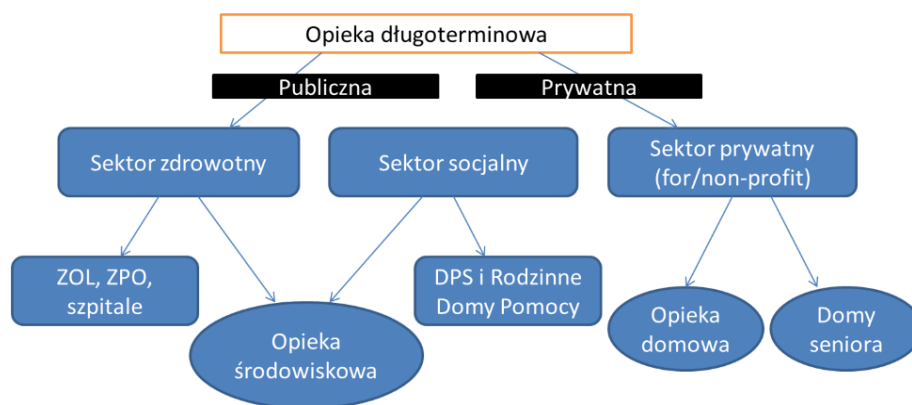 Opieka długoterminowa
Publiczna
Prywatna
Sektor zdrowotny
Sektor socjalny
Sektor prywatny
(for/non-profit)
ZOL, ZPO,
szpitale
Opieka
środowiskowa
DPS i Rodzinne
Domy Pomocy
Opieka
domowa
Domy
seniora